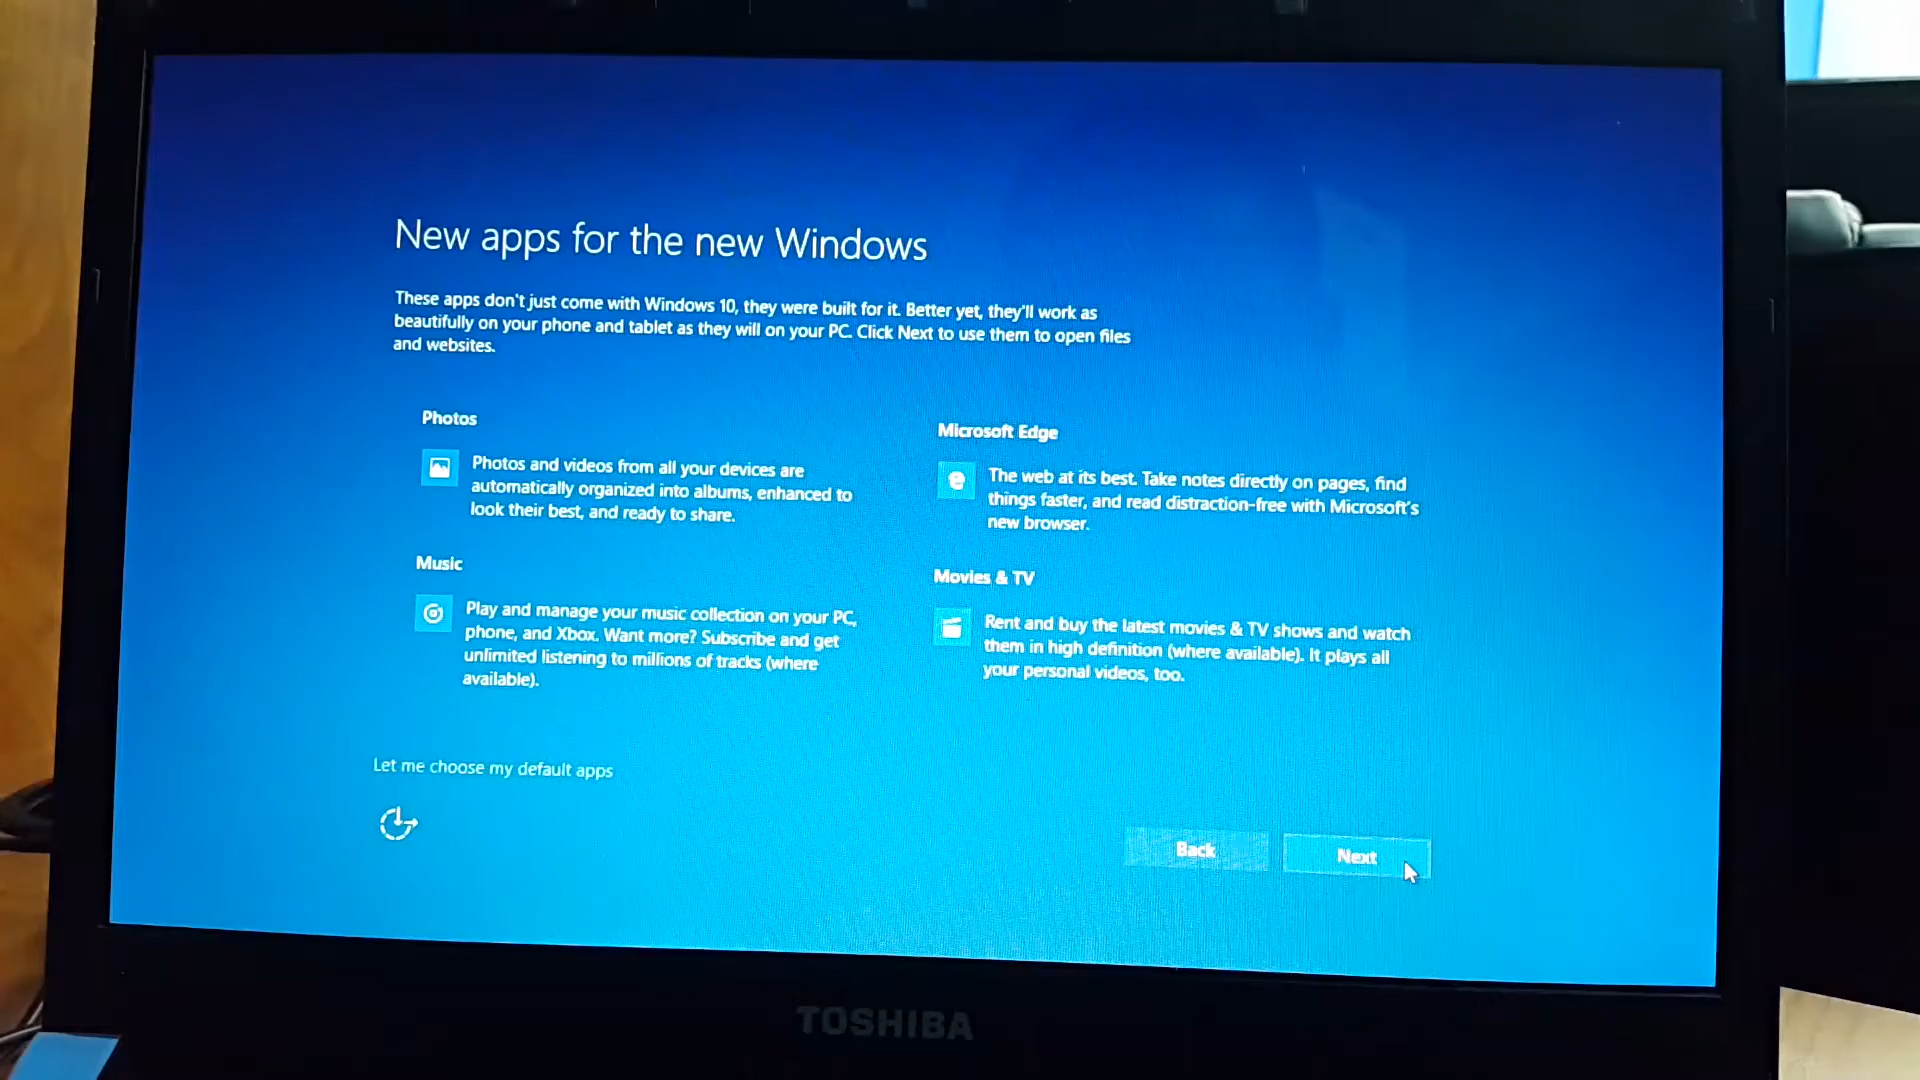 New apps for the new Windows
These apps don't just come with Windows 10, they were built for it. Better yet, they'll work as
beautifully on your phone and tablet as they will on your PC. Click Next to use them to open files
and websites.
Photos
Photos and videos from all your devices are
automatically organized into albums, enhanced to
look their best, and ready to share.
Microsoft Edge
The web at its best. Take notes directly on pages, find
things faster, and read distraction-free with Microsoft's
new browser.
Music
Play and manage your music collection on your PC,
phone, and Xbox. Want more? Subscribe and get
unlimited listening to millions of tracks (where
available).
Movies & TV
Rent and buy the latest movies & TV shows and watch
them in high definition (where available). It plays all
your personal videos, too.
Let me choose my default apps
Back
Next
TOSHIBA